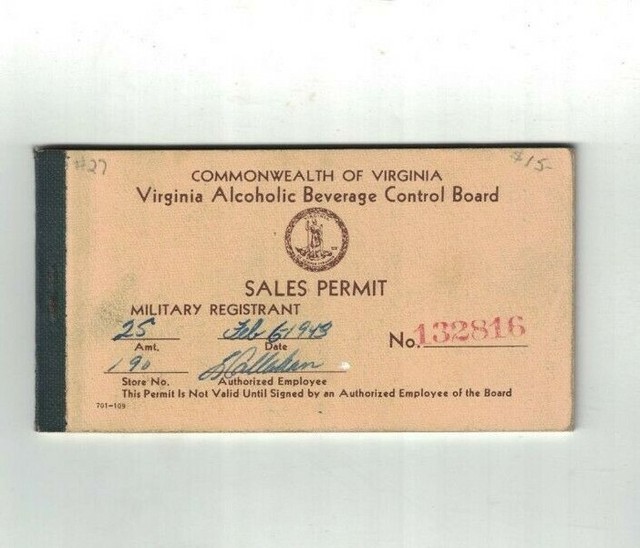 #27
$15-
COMMONWEALTH OF VIRGINIA
Virginia Alcoholic Beverage Control Board
SALES PERMIT
MILITARY REGISTRANT
25 Feb 6-1943
Amt. Date
No. 132816
190 Callahan
Store No. Authorized Employee
This Permit Is Not Valid Until Signed by an Authorized Employee of the Board
701-109